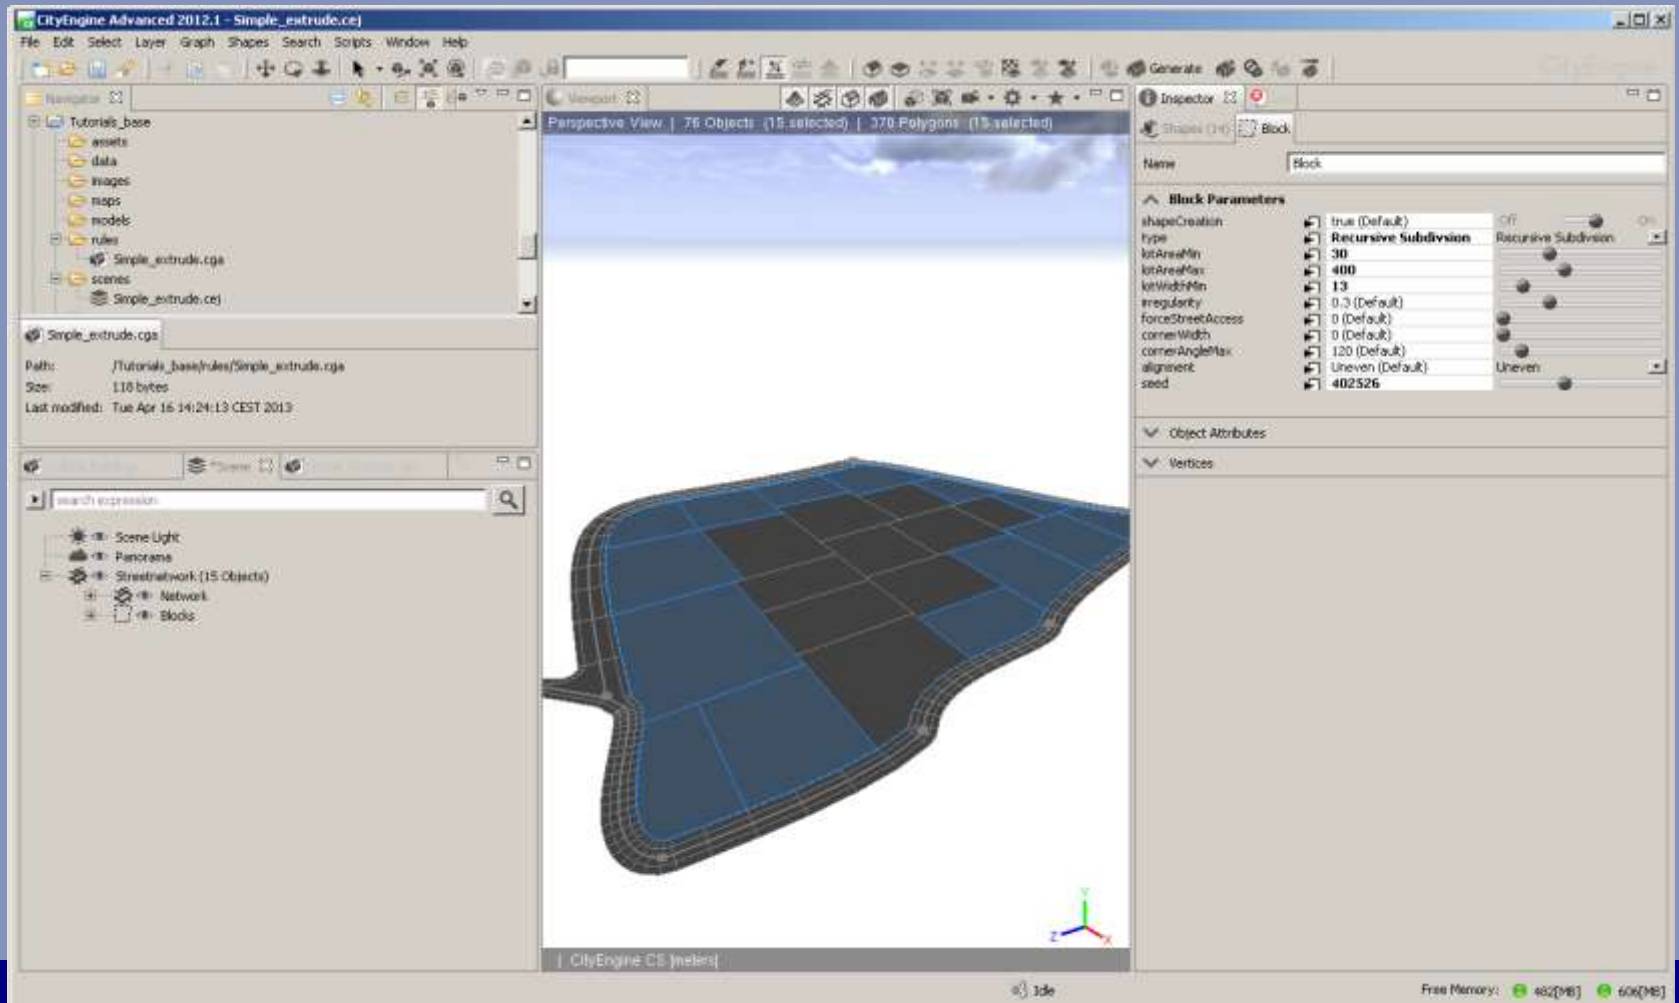 CityEngine Advanced 2012.1 - Simple_extrude.cej
File Edit Select Layer Graph Shapes Search Scripts Window Help
Generate
Navigator
Tutorials_base
assets
data
images
maps
models
rules
Simple_extrude.cga
scenes
Simple_extrude.cej
Simple_extrude.cga
Path: /Tutorials_base/rules/Simple_extrude.cga
Size: 118 bytes
Last modified: Tue Apr 16 14:24:13 CEST 2013
*Scene
search expression
Scene Light
Panorama
Streetnetwork (15 Objects)
Network
Blocks
Viewport
Perspective View | 76 Objects (15 selected) | 370 Polygons (15 selected)
Y
Z
X
| CityEngine CS [meters]
Inspector
Shapes (14) Block
Name Block
Block Parameters
shapeCreation true (Default) Off On
type Recursive Subdivsion Recursive Subdivsion
lotAreaMin 30
lotAreaMax 400
lotWidthMin 13
irregularity 0.3 (Default)
forceStreetAccess 0 (Default)
cornerWidth 0 (Default)
cornerAngleMax 120 (Default)
alignment Uneven (Default) Uneven
seed 402526
Object Attributes
Vertices
Idle
Free Memory: 482[MB] 606[MB]